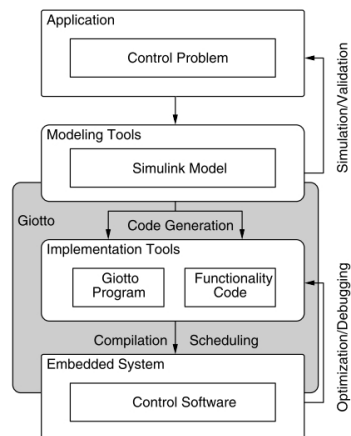 Application
Control Problem
Simulation/Validation
Modeling Tools
Simulink Model
Giotto
Code Generation
Implementation Tools
Giotto
Program
Functionality
Code
Optimization/Debugging
Compilation
Scheduling
Embedded System
Control Software